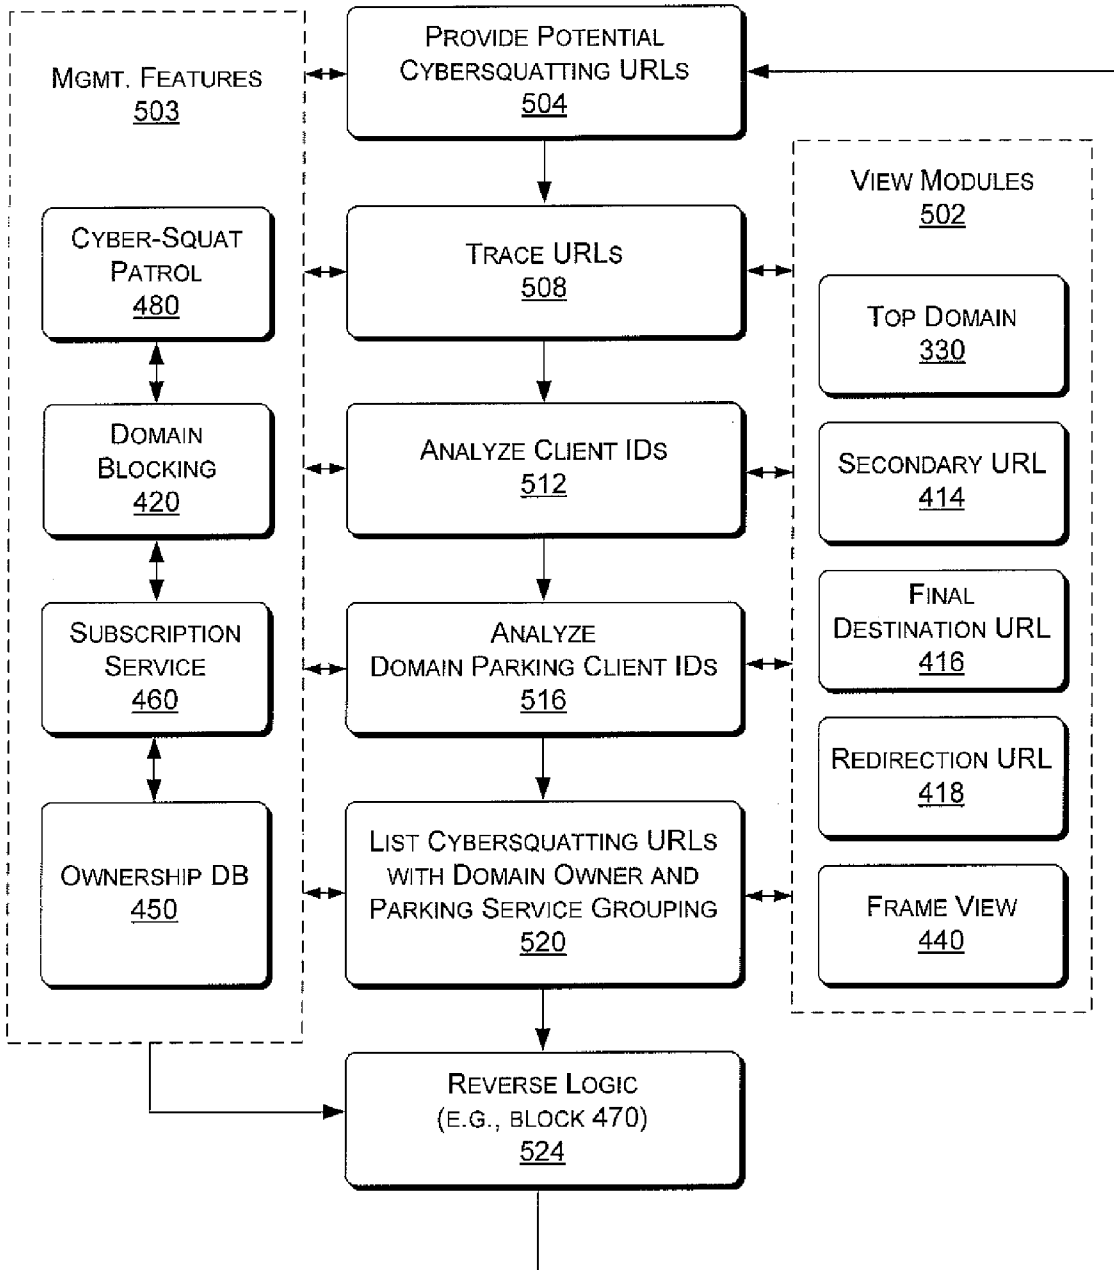 MGMT. FEATURES
503
CYBER-SQUAT
PATROL
480
DOMAIN
BLOCKING
420
SUBSCRIPTION
SERVICE
460
OWNERSHIP DB
450
PROVIDE POTENTIAL
CYBERSQUATTING URLS
504
TRACE URLS
508
ANALYZE CLIENT IDS
512
ANALYZE
DOMAIN PARKING CLIENT IDS
516
LIST CYBERSQUATTING URLS
WITH DOMAIN OWNER AND
PARKING SERVICE GROUPING
520
REVERSE LOGIC
(E.G., BLOCK 470)
524
VIEW MODULES
502
TOP DOMAIN
330
SECONDARY URL
414
FINAL
DESTINATION URL
416
REDIRECTION URL
418
FRAME VIEW
440